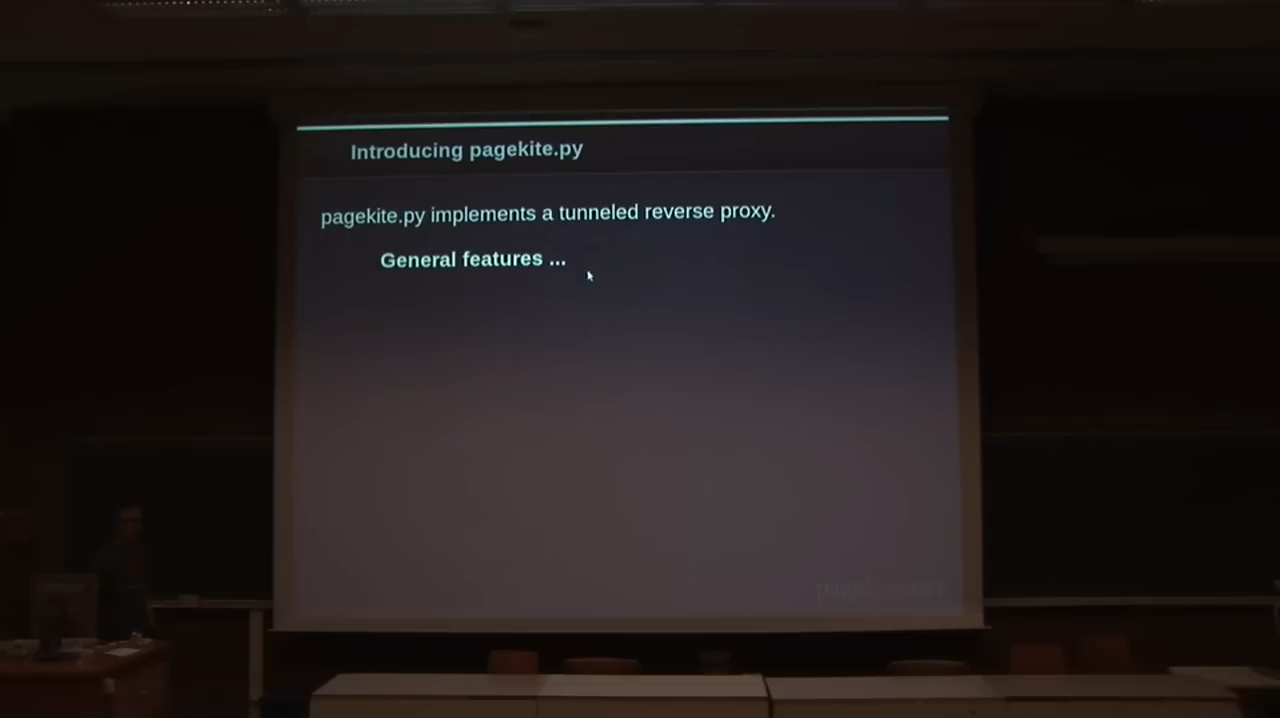 Introducing pagekite.py
pagekite.py implements a tunneled reverse proxy.
General features ...